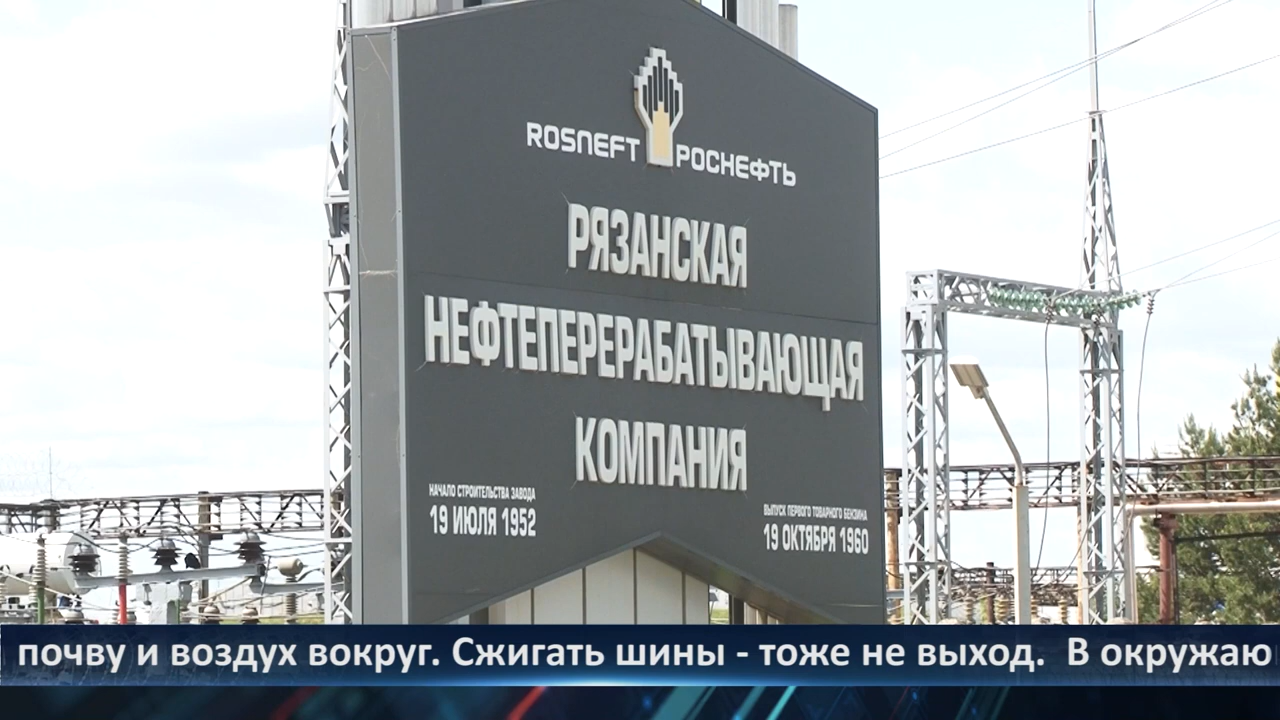 ROSNEFT РОСНЕФТЬ
РЯЗАНСКАЯ
НЕФТЕПЕРЕРАБАТЫВАЮЩАЯ
КОМПАНИЯ
НАЧАЛО СТРОИТЕЛЬСТВА ЗАВОДА
19 ИЮЛЯ 1952
ВЫПУСК ПЕРВОГО ТОВАРНОГО БЕНЗИНА
19 ОКТЯБРЯ 1960
почву и воздух вокруг. Сжигать шины - тоже не выход. В окружаю